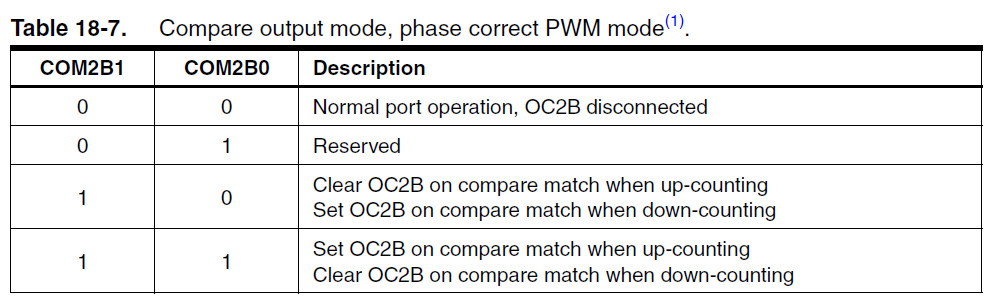 Table 18-7. Compare output mode, phase correct PWM mode(1).
COM2B1 COM2B0 Description
0 0 Normal port operation, OC2B disconnected
0 1 Reserved
1 0 Clear OC2B on compare match when up-counting
Set OC2B on compare match when down-counting
1 1 Set OC2B on compare match when up-counting
Clear OC2B on compare match when down-counting